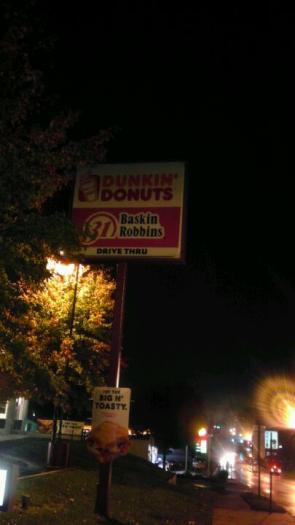 DUNKIN'
DONUTS
31 Baskin
Robbins
DRIVE THRU
TRY THE
BIG N'
TOASTY.